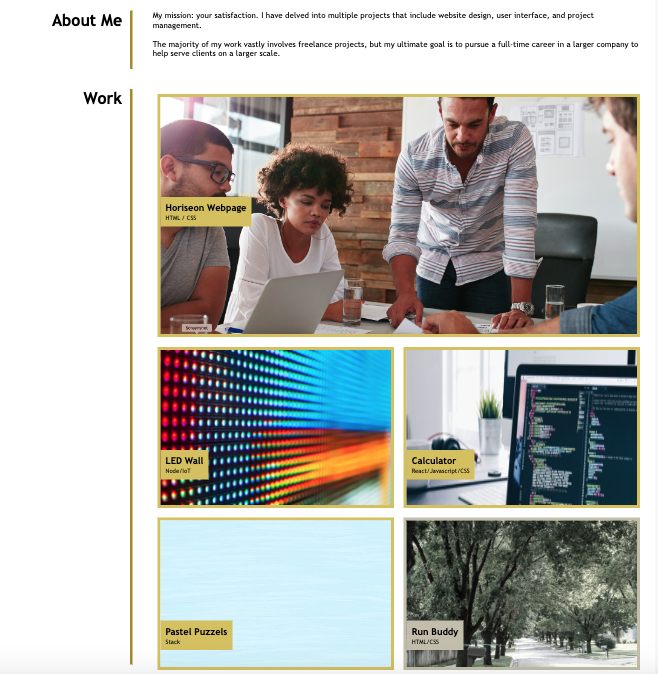 About Me
My mission: your satisfaction. I have delved into multiple projects that include website design, user interface, and project
management.
The majority of my work vastly involves freelance projects, but my ultimate goal is to pursue a full-time career in a larger company to
help serve clients on a larger scale.
Work
Horiseon Webpage
HTML / CSS
Screenshot
LED Wall
Node/IoT
Calculator
React/Javascript/CSS
Pastel Puzzels
Stack
Run Buddy
HTML/CSS